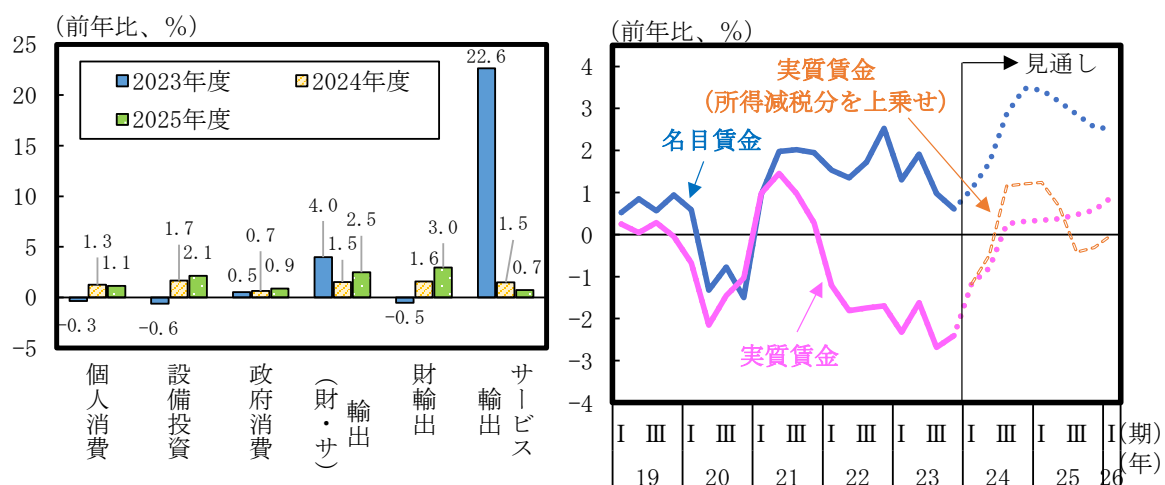 (前年比、%)
25
20
15
10
5
0
-5
2023年度
2024年度
2025年度
-0.3
1.3
1.1
-0.6
1.7
2.1
0.5
0.7
0.9
4.0
1.5
2.5
-0.5
1.6
3.0
22.6
1.5
0.7
個人消費
設備投資
政府消費
輸出
(財・サ)
財輸出
サービス
輸出
(前年比、%)
4
3
2
1
0
-1
-2
-3
-4
見通し
実質賃金
(所得減税分を上乗せ)
名目賃金
実質賃金
Ⅰ Ⅲ Ⅰ Ⅲ Ⅰ Ⅲ Ⅰ Ⅲ Ⅰ Ⅲ Ⅰ Ⅲ Ⅰ Ⅲ Ⅰ (期)
19 20 21 22 23 24 25 26 (年)